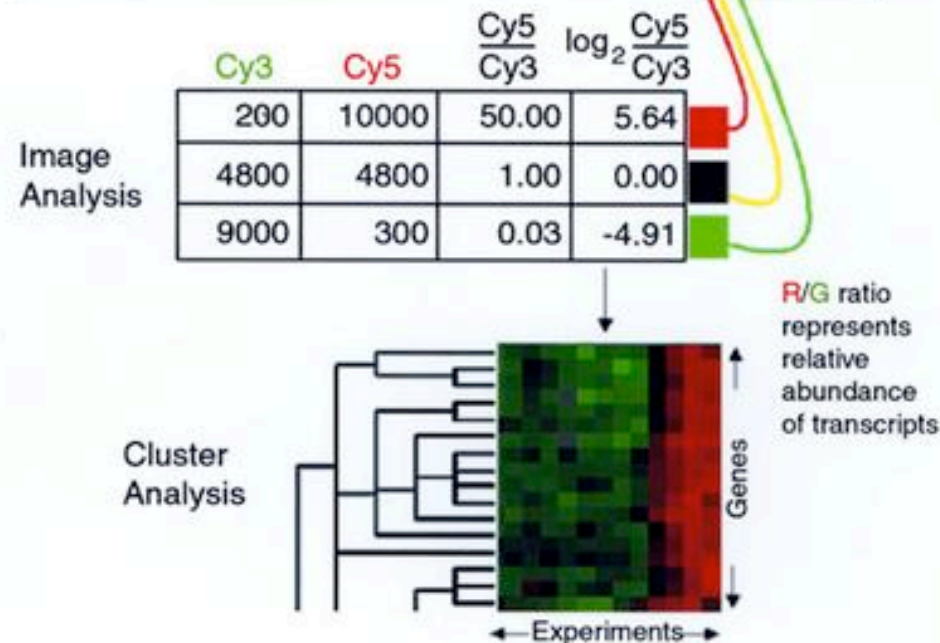 Cy3 Cy5 Cy5/Cy3 log2 Cy5/Cy3
Image
Analysis
200 10000 50.00 5.64
4800 4800 1.00 0.00
9000 300 0.03 -4.91
R/G ratio
represents
relative
abundance
of transcripts
Cluster
Analysis
Genes
Experiments